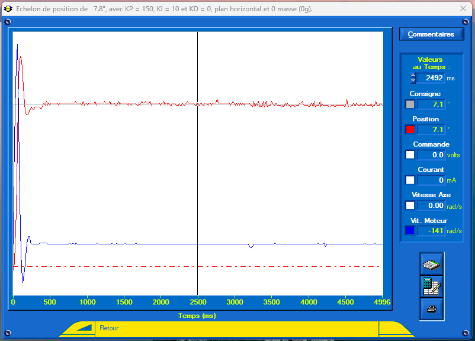 Echelon de position de 7.8°, avec KP = 150, KI = 10 et KD = 0, plan horizontal et 0 masse (0g).
Commentaires
Valeurs
au Temps :
2492 ms
Consigne
7.1 °
Position
7.1 °
Commande
0.0 volts
Courant
0 mA
Vitesse Axe
0.00 rad/s
Vit. Moteur
-141 rad/s
0 500 1000 1500 2000 2500 3000 3500 4000 4500 4996
Temps (ms)
Retour